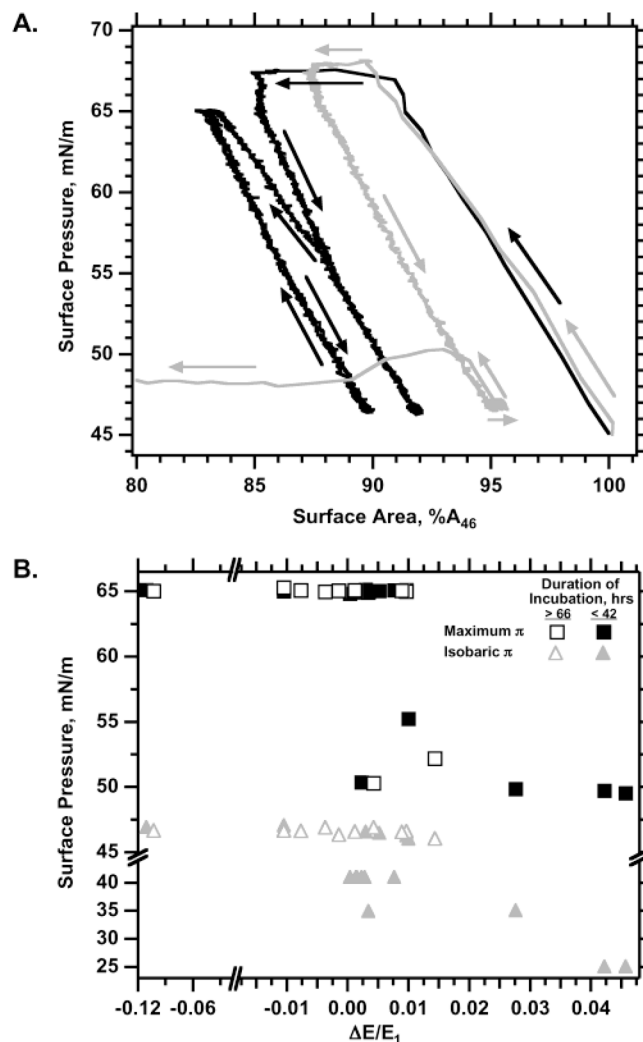 A.
70
65
60
55
50
45
Surface Pressure, mN/m
80
85
90
95
100
Surface Area, %A46
B.
65
60
55
50
45
35
30
25
Surface Pressure, mN/m
Duration of
Incubation, hrs
> 66 < 42
Maximum π
Isobaric π
-0.12
-0.06
-0.01
0.00
0.01
0.02
0.03
0.04
ΔE/E1